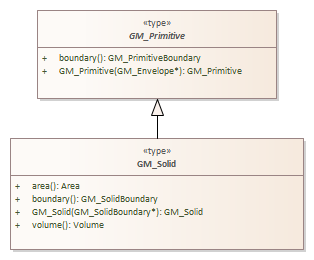 «type»
GM_Primitive
+ boundary(): GM_PrimitiveBoundary
+ GM_Primitive(GM_Envelope*): GM_Primitive
«type»
GM_Solid
+ area(): Area
+ boundary(): GM_SolidBoundary
+ GM_Solid(GM_SolidBoundary*): GM_Solid
+ volume(): Volume